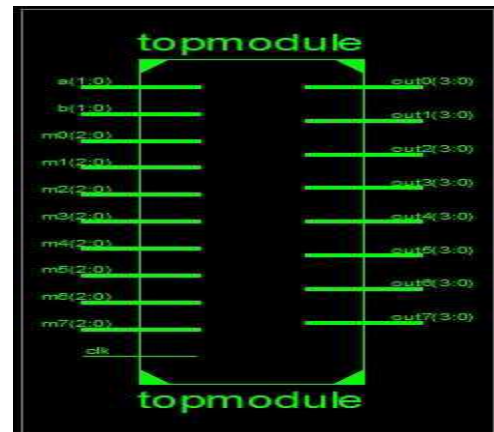 topmodule
a(1:0)
b(1:0)
m0(2:0)
m1(2:0)
m2(2:0)
m3(2:0)
m4(2:0)
m5(2:0)
m6(2:0)
m7(2:0)
clk
out0(3:0)
out1(3:0)
out2(3:0)
out3(3:0)
out4(3:0)
out5(3:0)
out6(3:0)
out7(3:0)
topmodule